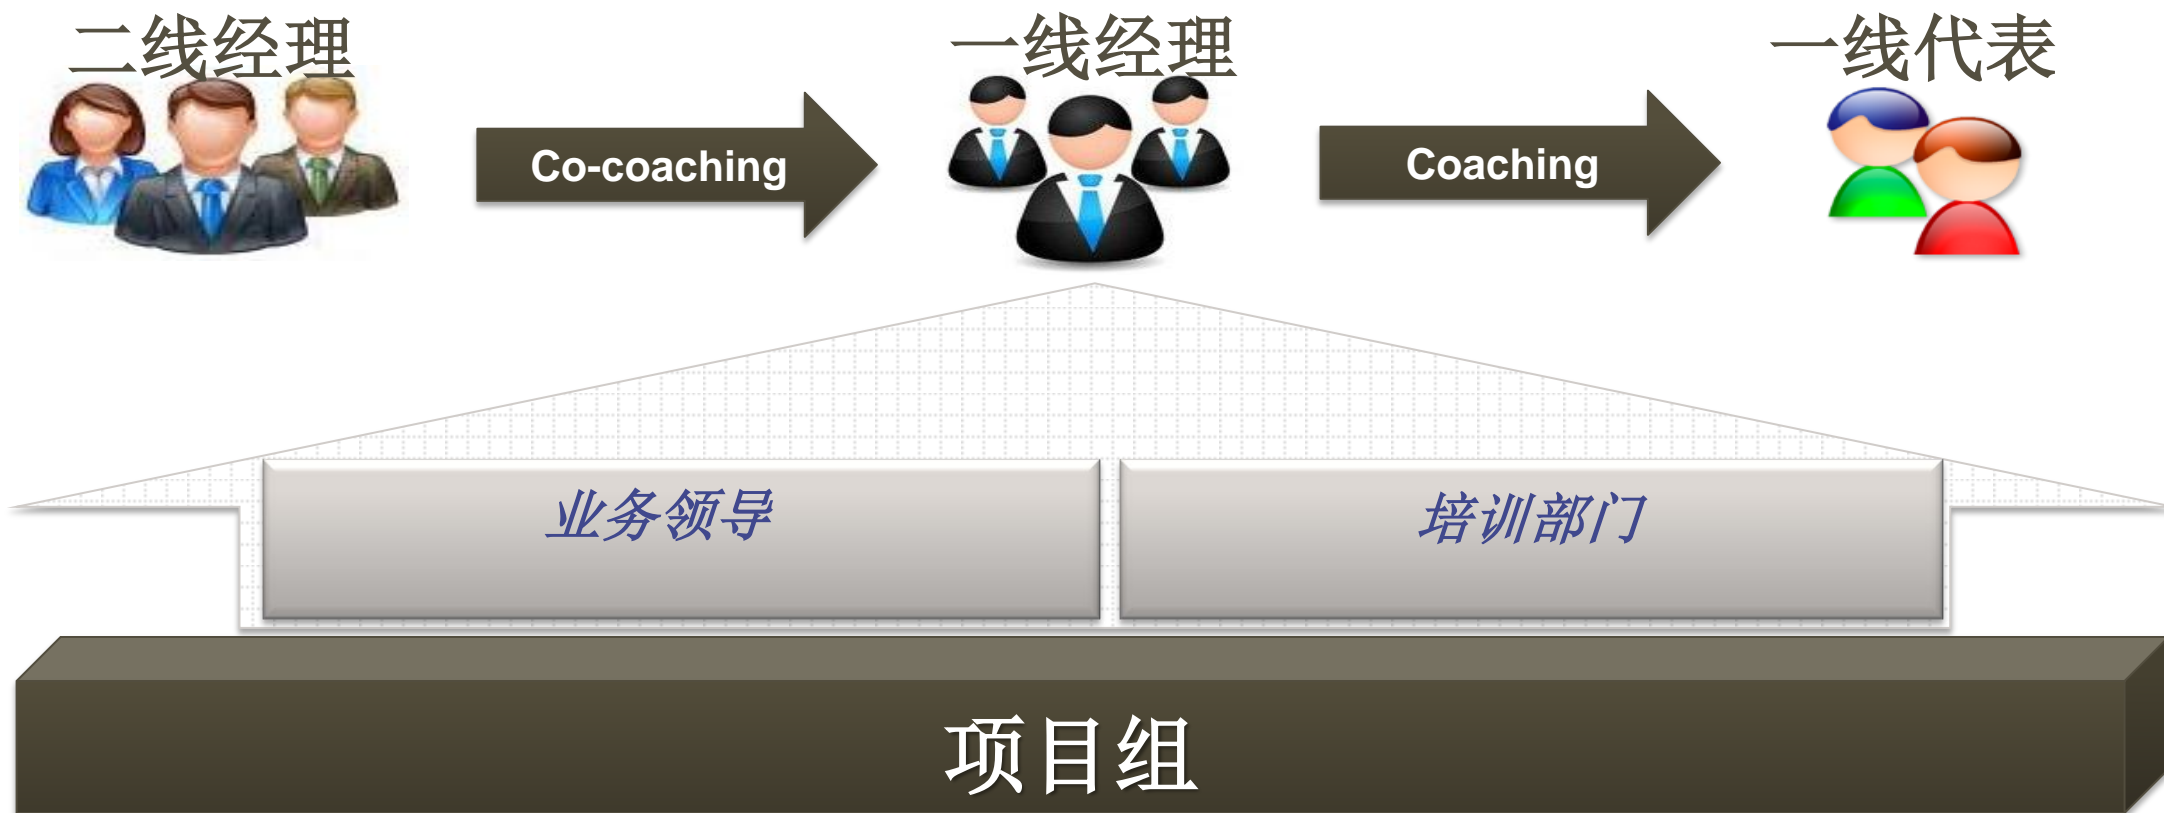 二线经理
一线经理
一线代表
Co-coaching
Coaching
业务领导
培训部门
项目组